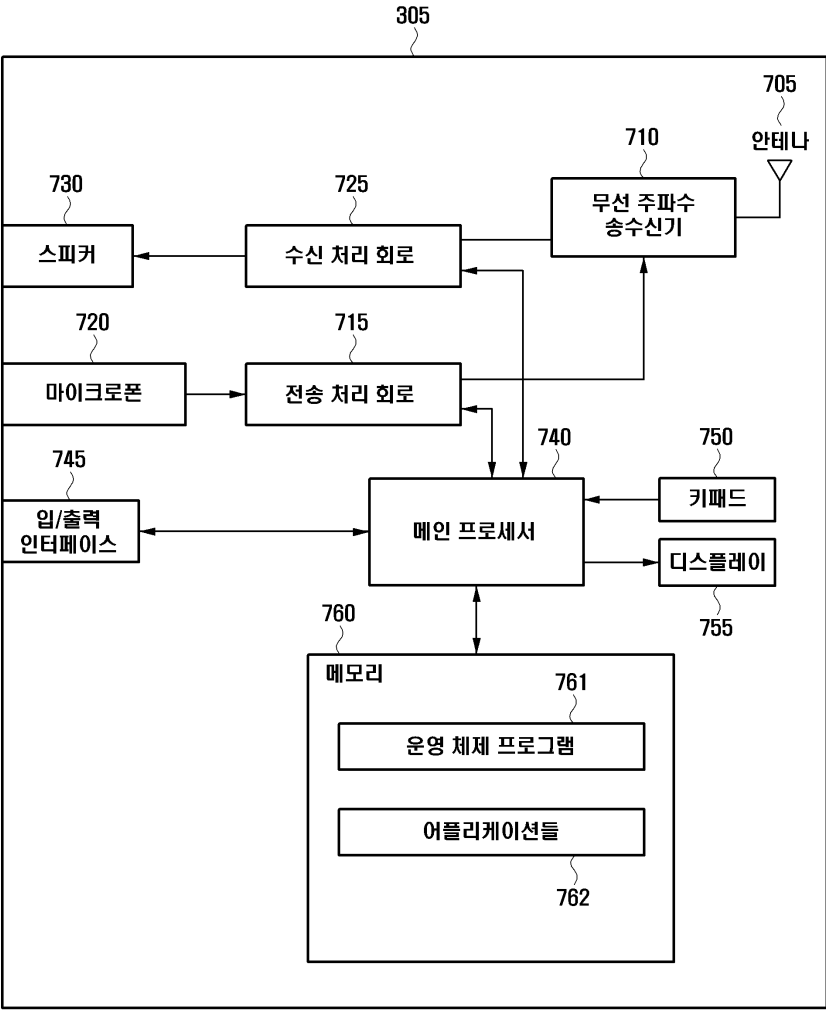 305
705
안테나
710
무선 주파수
송수신기
730
스피커
725
수신 처리 회로
720
마이크로폰
715
전송 처리 회로
745
입/출력
인터페이스
740
메인 프로세서
750
키패드
디스플레이
755
760
메모리
761
운영 체제 프로그램
어플리케이션들
762